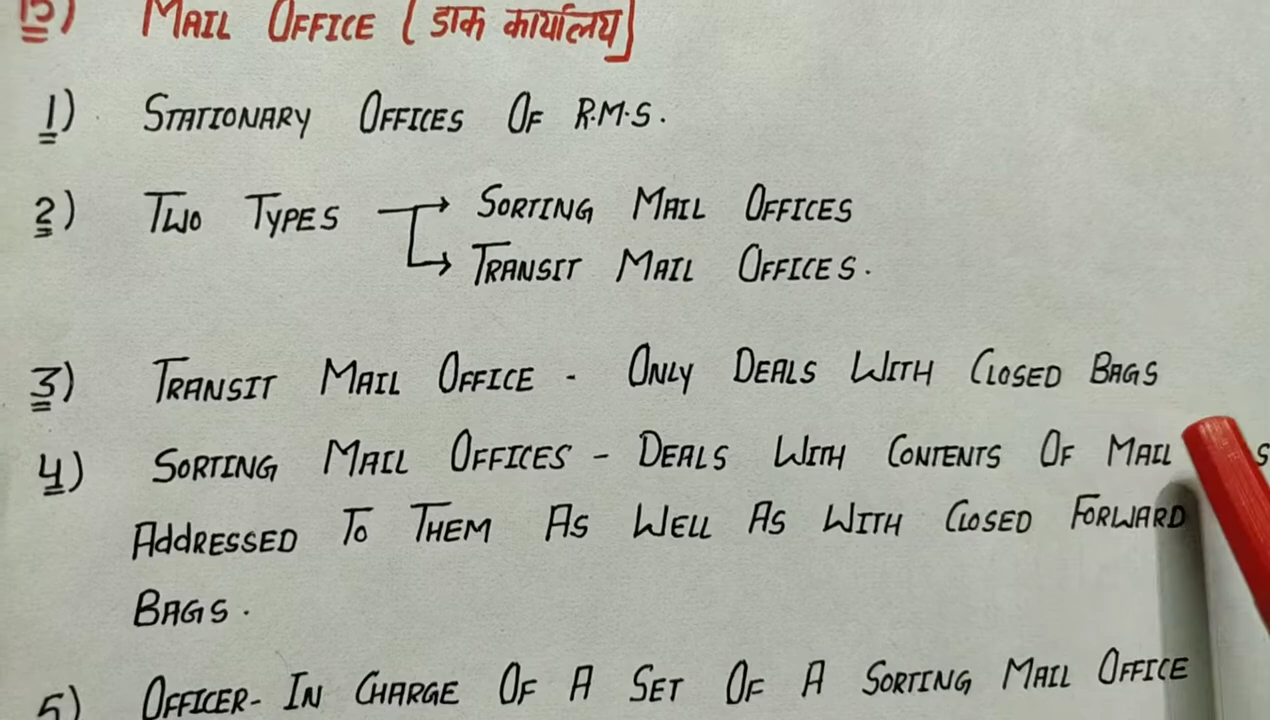 15) MAIL OFFICE [डाक कार्यालय]
1) STATIONARY OFFICES OF R.M.S.
2) TWO TYPES → SORTING MAIL OFFICES
→ TRANSIT MAIL OFFICES.
3) TRANSIT MAIL OFFICE - ONLY DEALS WITH CLOSED BAGS
4) SORTING MAIL OFFICES - DEALS WITH CONTENTS OF MAIL
ADDRESSED TO THEM AS WELL AS WITH CLOSED FORWARD
BAGS.
5) OFFICER-IN CHARGE OF A SET OF A SORTING MAIL OFFICE